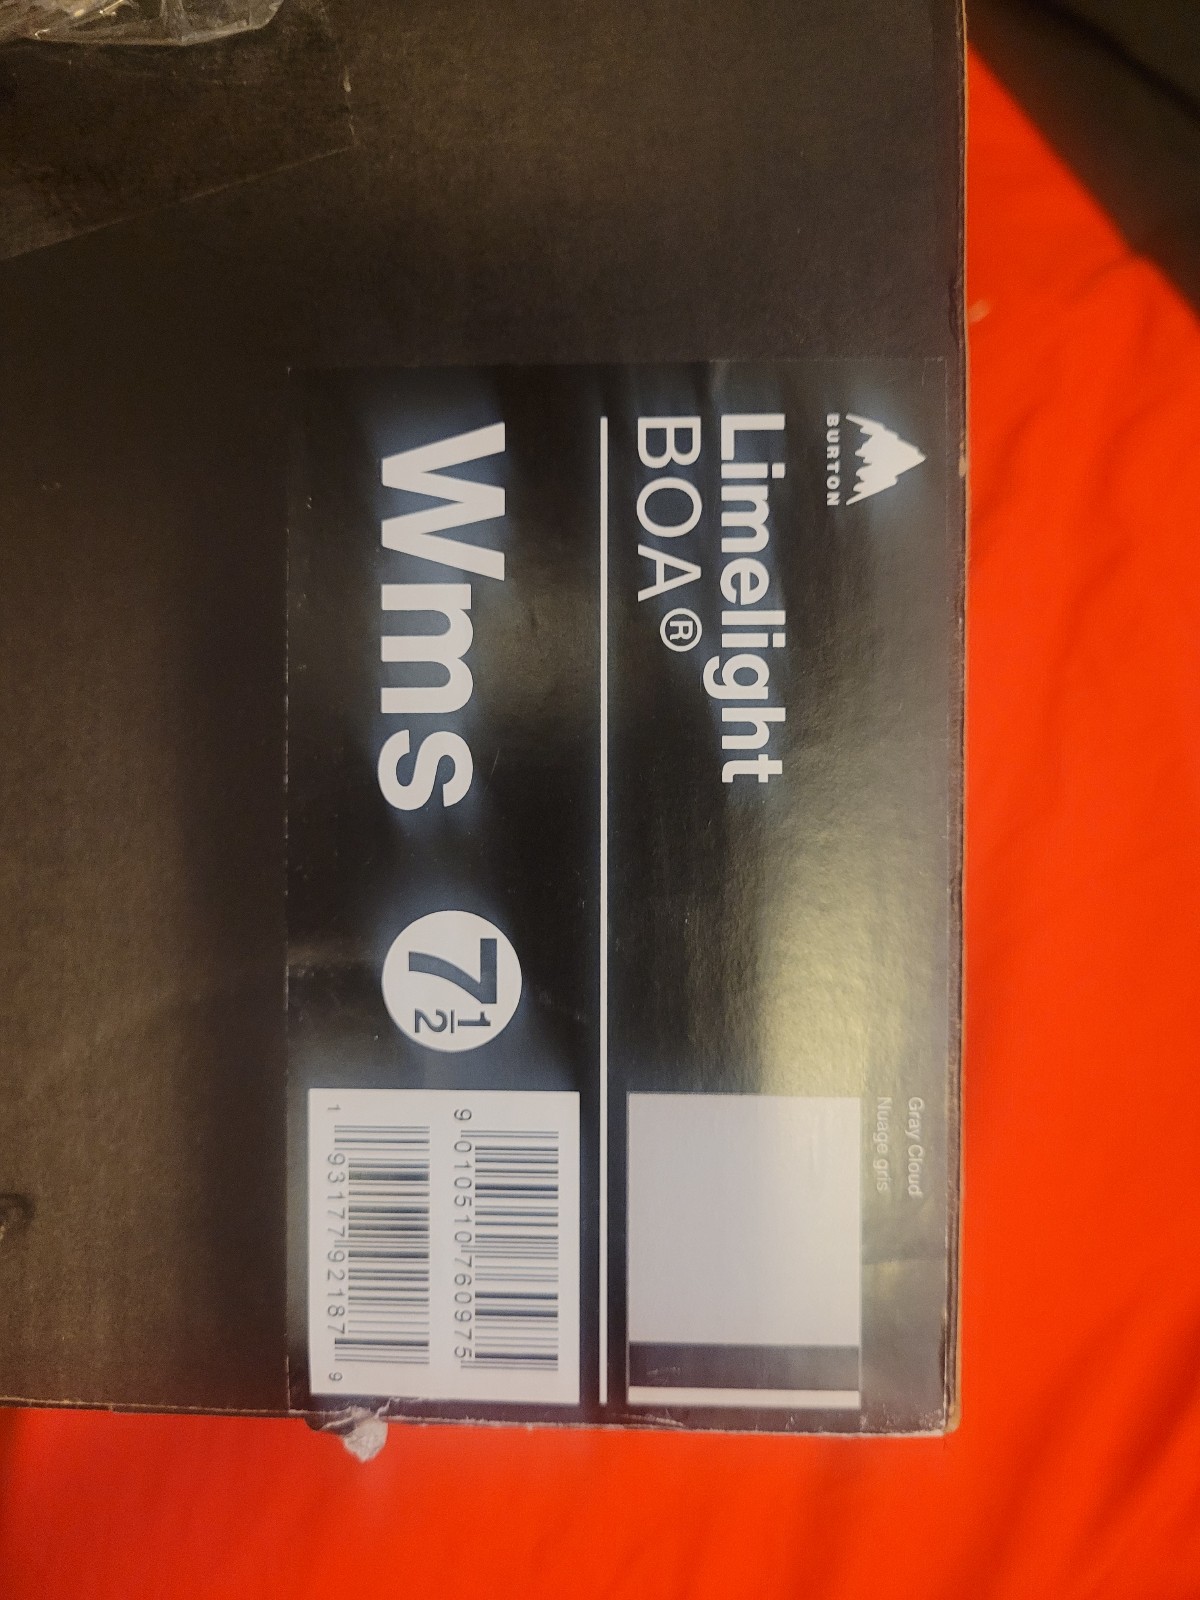 BURTON
Limelight
BOA®
Gray Cloud
Nuage gris
Wms 7 1/2
9 010510 760975
1 93177 92187 9